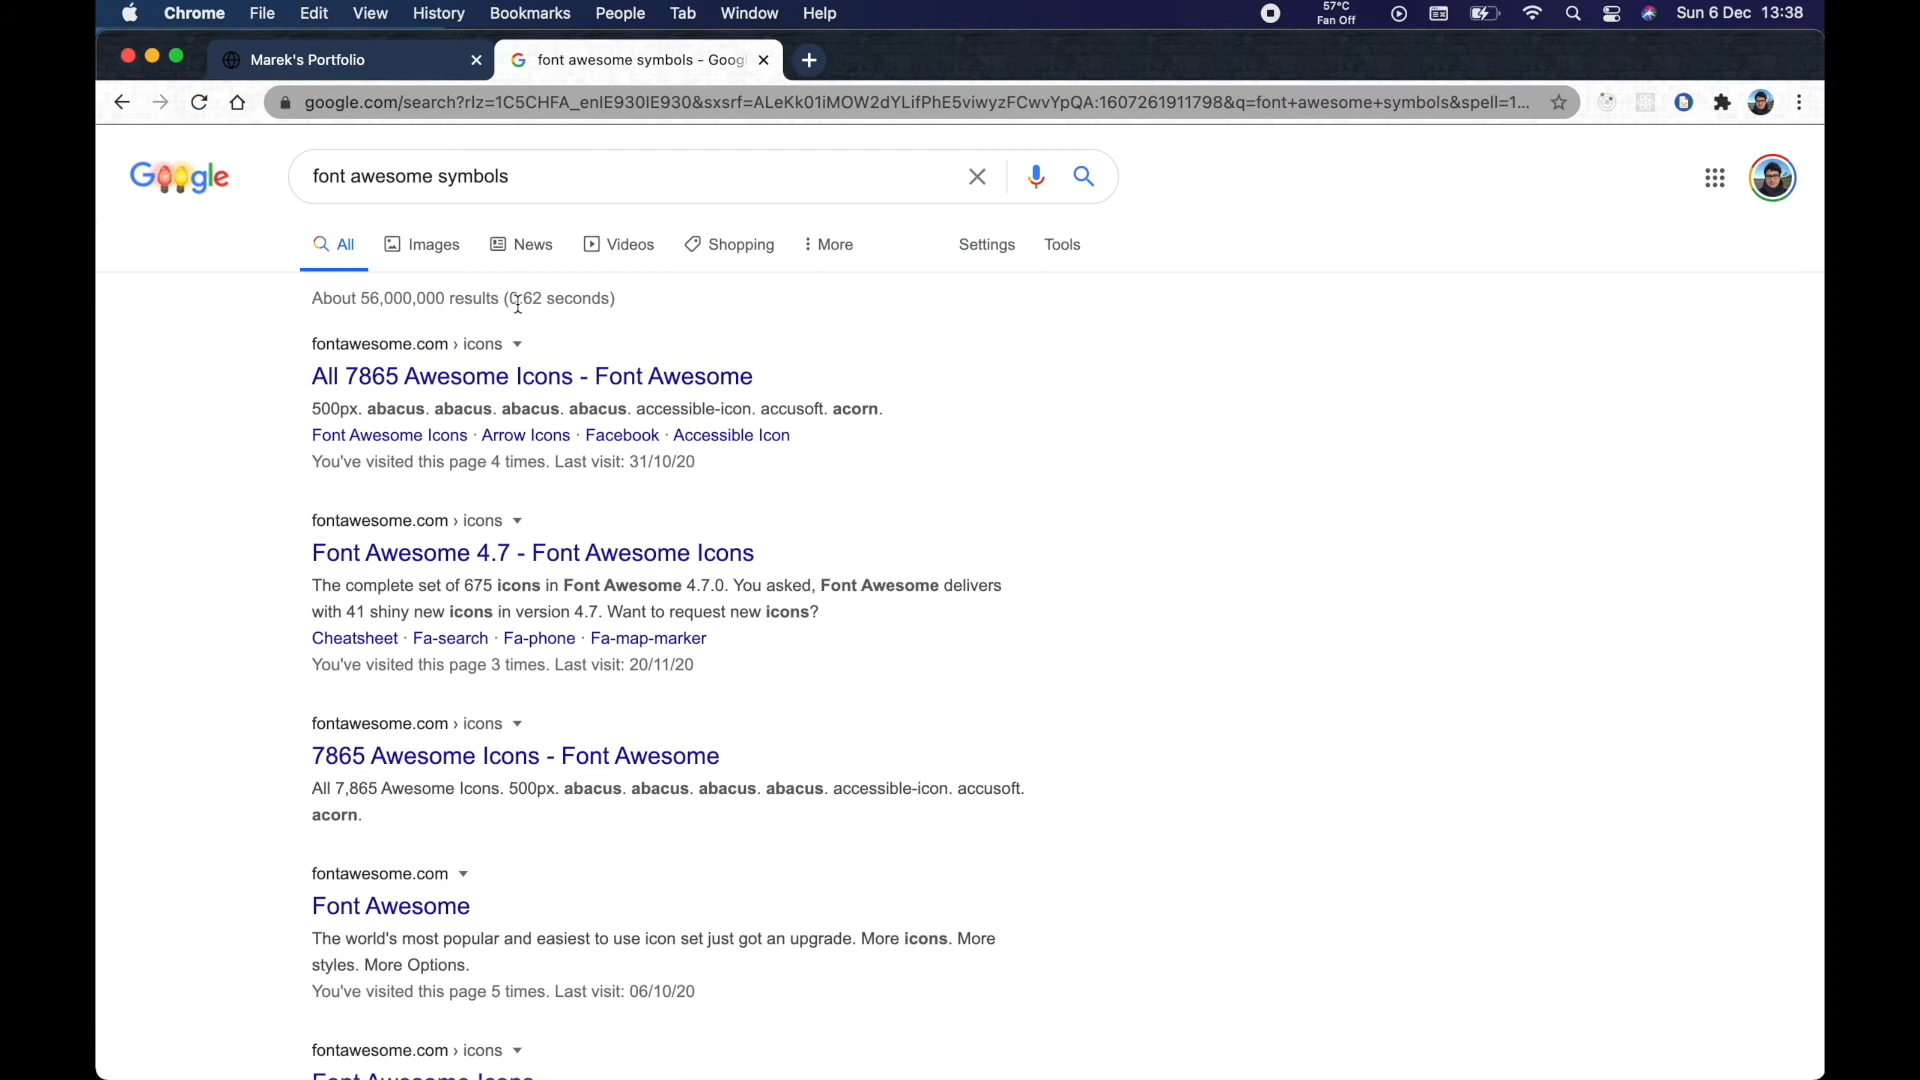 Chrome File Edit View History Bookmarks People Tab Window Help 57°C Fan Off Sun 6 Dec 13:38
Marek's Portfolio font awesome symbols - Goog
google.com/search?rlz=1C5CHFA_enIE930IE930&sxsrf=ALeKk01iMOW2dYLifPhE5viwyzFCwvYpQA:1607261911798&q=font+awesome+symbols&spell=1...
Google font awesome symbols
All Images News Videos Shopping More Settings Tools
About 56,000,000 results (0.62 seconds)
fontawesome.com › icons
All 7865 Awesome Icons - Font Awesome
500px. abacus. abacus. abacus. abacus. accessible-icon. accusoft. acorn.
Font Awesome Icons · Arrow Icons · Facebook · Accessible Icon
You've visited this page 4 times. Last visit: 31/10/20
fontawesome.com › icons
Font Awesome 4.7 - Font Awesome Icons
The complete set of 675 icons in Font Awesome 4.7.0. You asked, Font Awesome delivers
with 41 shiny new icons in version 4.7. Want to request new icons?
Cheatsheet · Fa-search · Fa-phone · Fa-map-marker
You've visited this page 3 times. Last visit: 20/11/20
fontawesome.com › icons
7865 Awesome Icons - Font Awesome
All 7,865 Awesome Icons. 500px. abacus. abacus. abacus. abacus. accessible-icon. accusoft.
acorn.
fontawesome.com
Font Awesome
The world's most popular and easiest to use icon set just got an upgrade. More icons. More
styles. More Options.
You've visited this page 5 times. Last visit: 06/10/20
fontawesome.com › icons
Font Awesome Icons